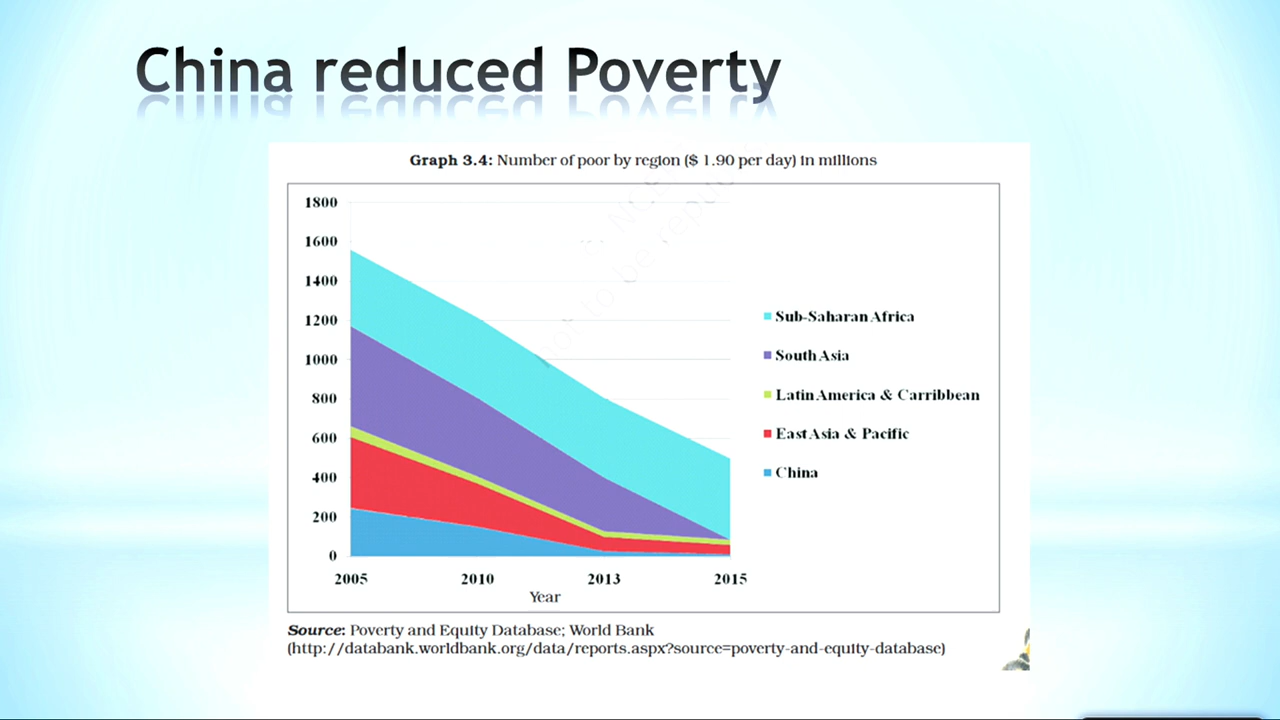 China reduced Poverty
Graph 3.4: Number of poor by region ($ 1.90 per day) in millions
1800
1600
1400
1200
1000
800
600
400
200
0
2005 2010 2013 2015
Year
Sub-Saharan Africa
South Asia
Latin America & Carribbean
East Asia & Pacific
China
to be repu
Source: Poverty and Equity Database; World Bank
(http://databank.worldbank.org/data/reports.aspx?source=poverty-and-equity-database)